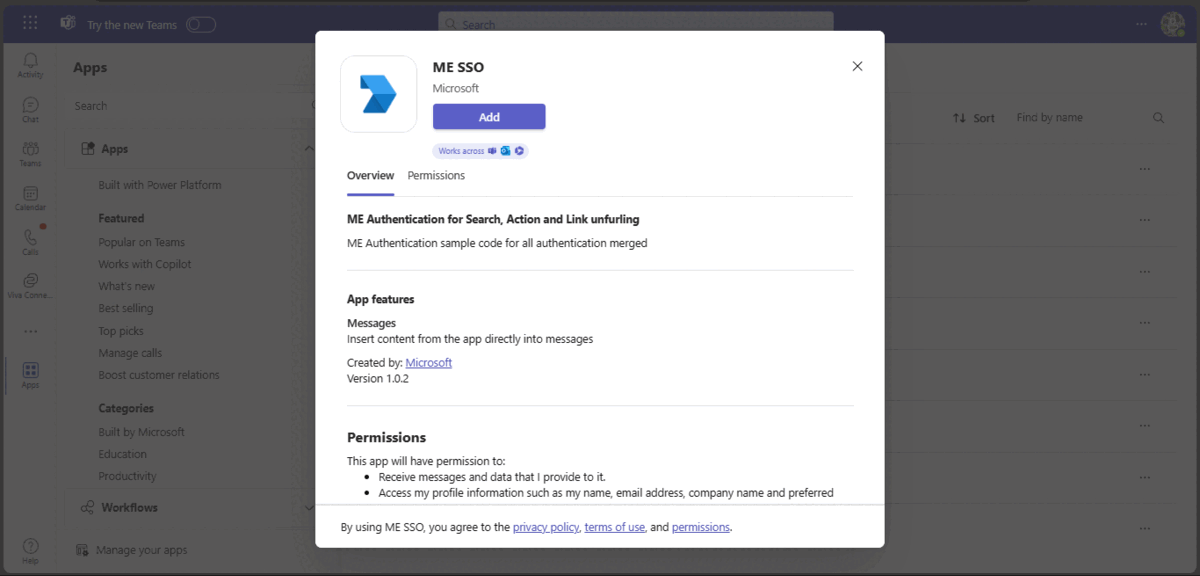 Try the new Teams
Search
Activity
Chat
Teams
Calendar
Calls
Viva Conne...
Apps
Help
Apps
Search
Apps
Built with Power Platform
Featured
Popular on Teams
Works with Copilot
What's new
Best selling
Top picks
Manage calls
Boost customer relations
Categories
Built by Microsoft
Education
Productivity
Workflows
Manage your apps
Sort
Find by name
ME SSO
Microsoft
Add
Works across
Overview Permissions
ME Authentication for Search, Action and Link unfurling
ME Authentication sample code for all authentication merged
App features
Messages
Insert content from the app directly into messages
Created by: Microsoft
Version 1.0.2
Permissions
This app will have permission to:
• Receive messages and data that I provide to it.
• Access my profile information such as my name, email address, company name and preferred
By using ME SSO, you agree to the privacy policy, terms of use, and permissions.